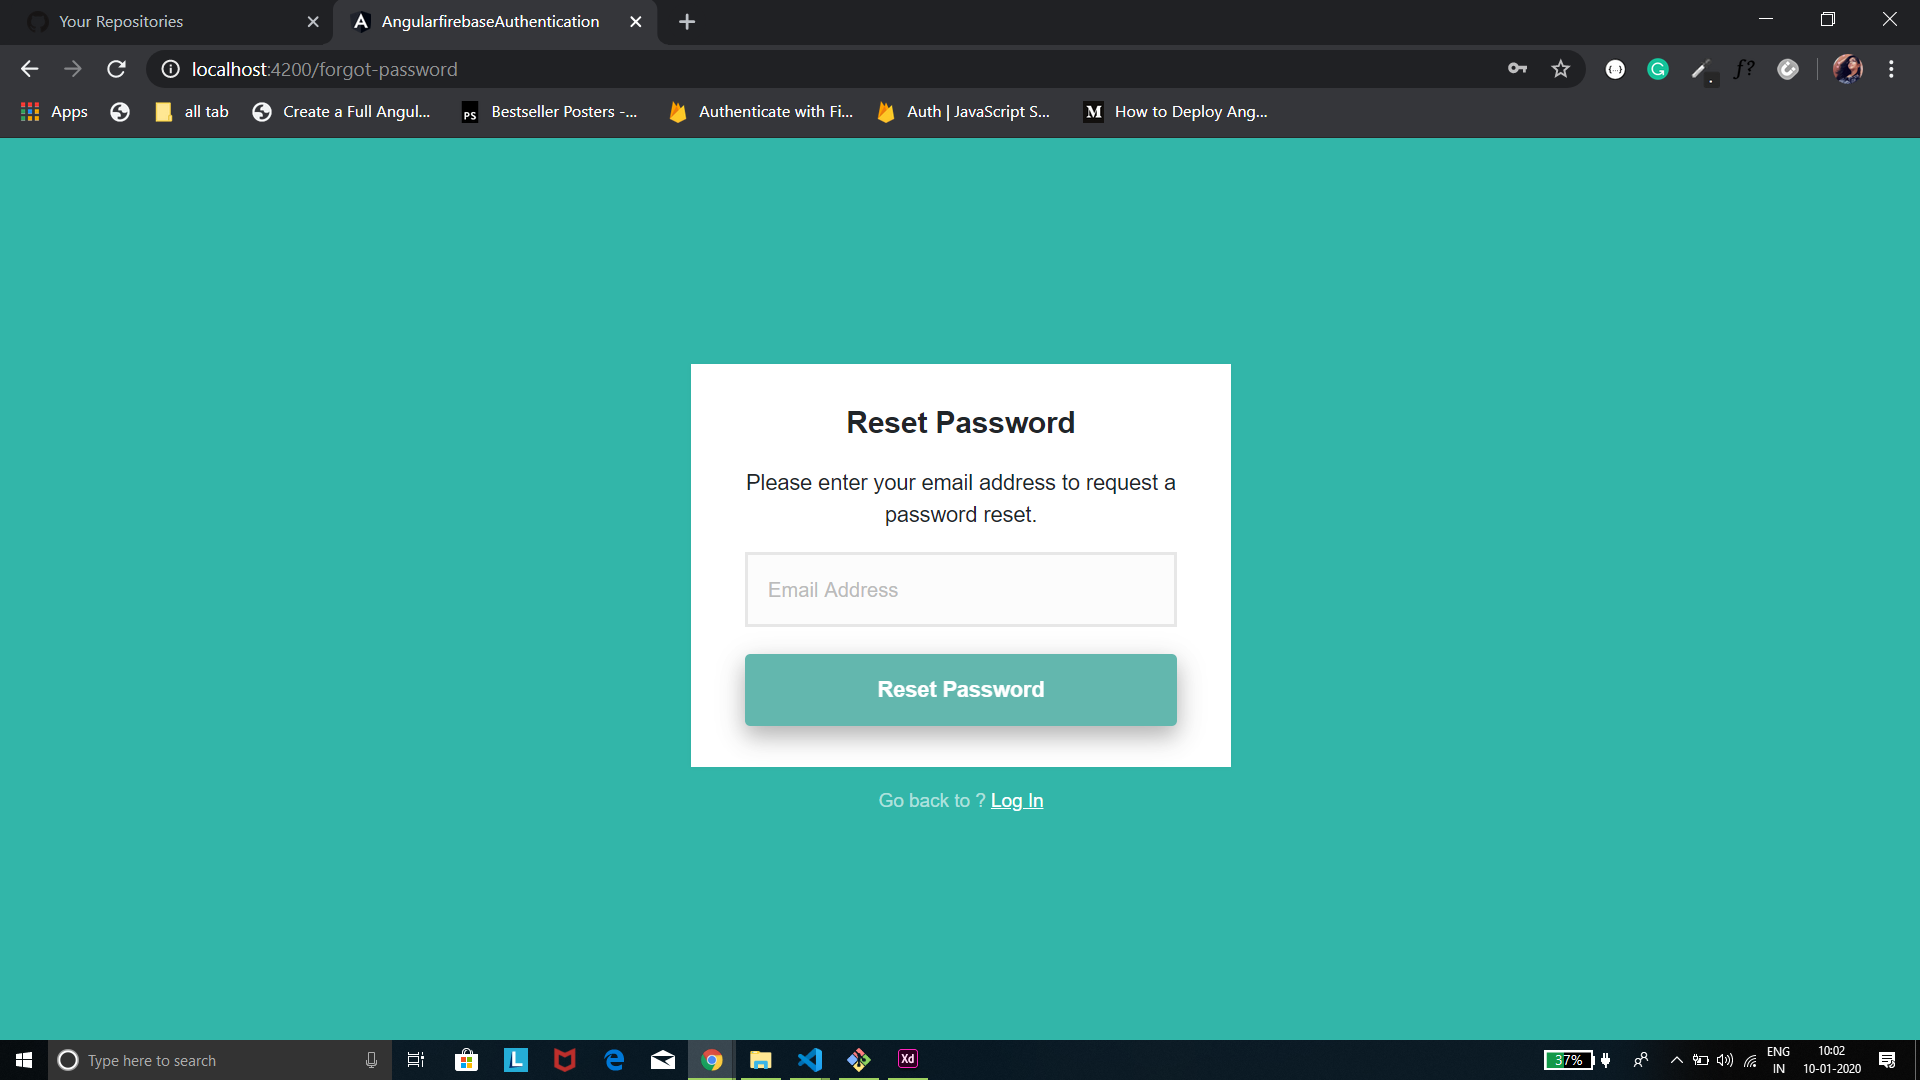 Your Repositories
AngularfirebaseAuthentication
localhost:4200/forgot-password
f?
Apps
all tab
Create a Full Angul...
PS
Bestseller Posters -...
Authenticate with Fi...
Auth | JavaScript S...
M
How to Deploy Ang...
Reset Password
Please enter your email address to request a
password reset.
Email Address
Reset Password
Go back to ? Log In
Type here to search
L
Xd
37%
ENG
IN
10:02
10-01-2020